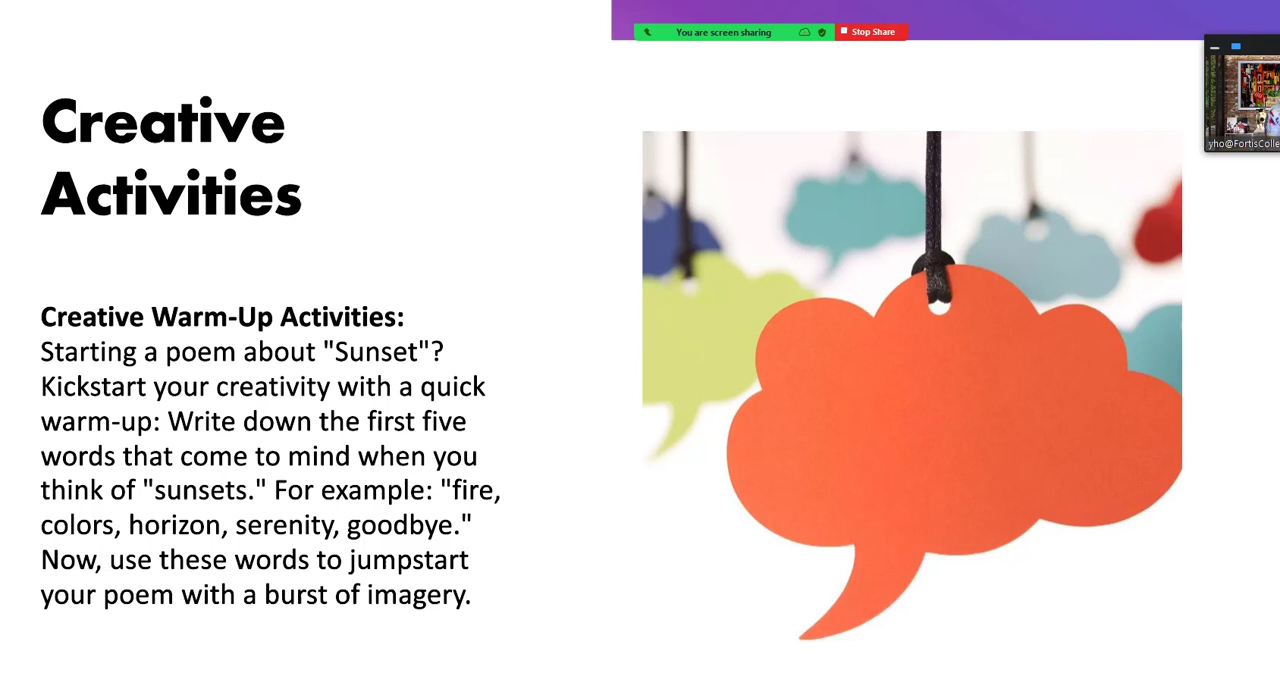 You are screen sharing
Stop Share
yho@FortisColle
Creative
Activities
Creative Warm-Up Activities:
Starting a poem about "Sunset"?
Kickstart your creativity with a quick
warm-up: Write down the first five
words that come to mind when you
think of "sunsets." For example: "fire,
colors, horizon, serenity, goodbye."
Now, use these words to jumpstart
your poem with a burst of imagery.